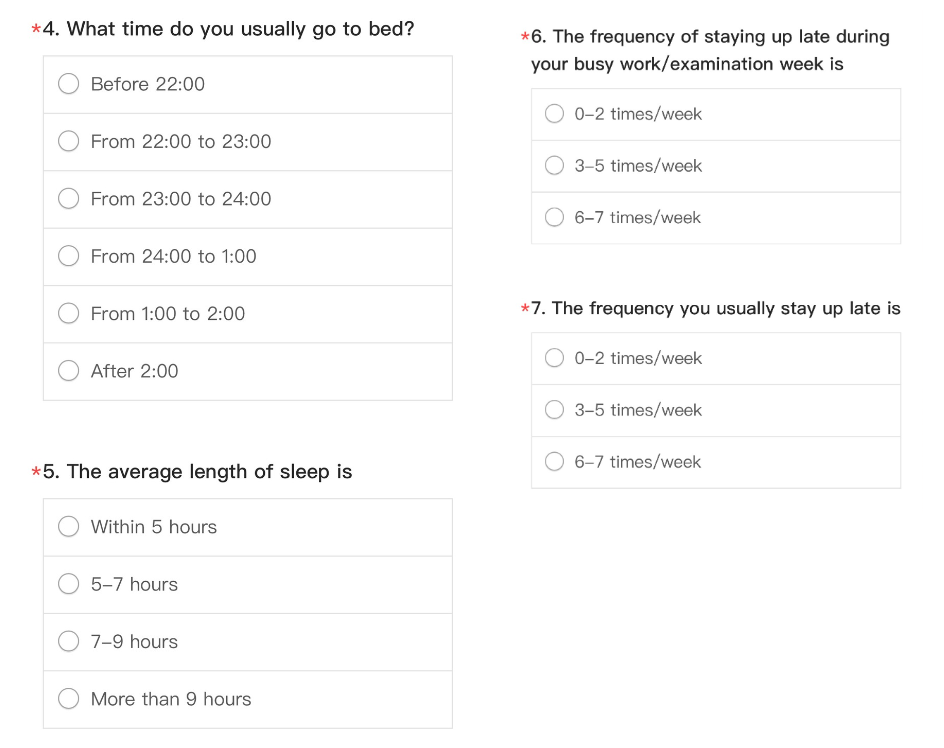 *4. What time do you usually go to bed?
Before 22:00
From 22:00 to 23:00
From 23:00 to 24:00
From 24:00 to 1:00
From 1:00 to 2:00
After 2:00
*5. The average length of sleep is
Within 5 hours
5–7 hours
7–9 hours
More than 9 hours
*6. The frequency of staying up late during
your busy work/examination week is
0–2 times/week
3–5 times/week
6–7 times/week
*7. The frequency you usually stay up late is
0–2 times/week
3–5 times/week
6–7 times/week